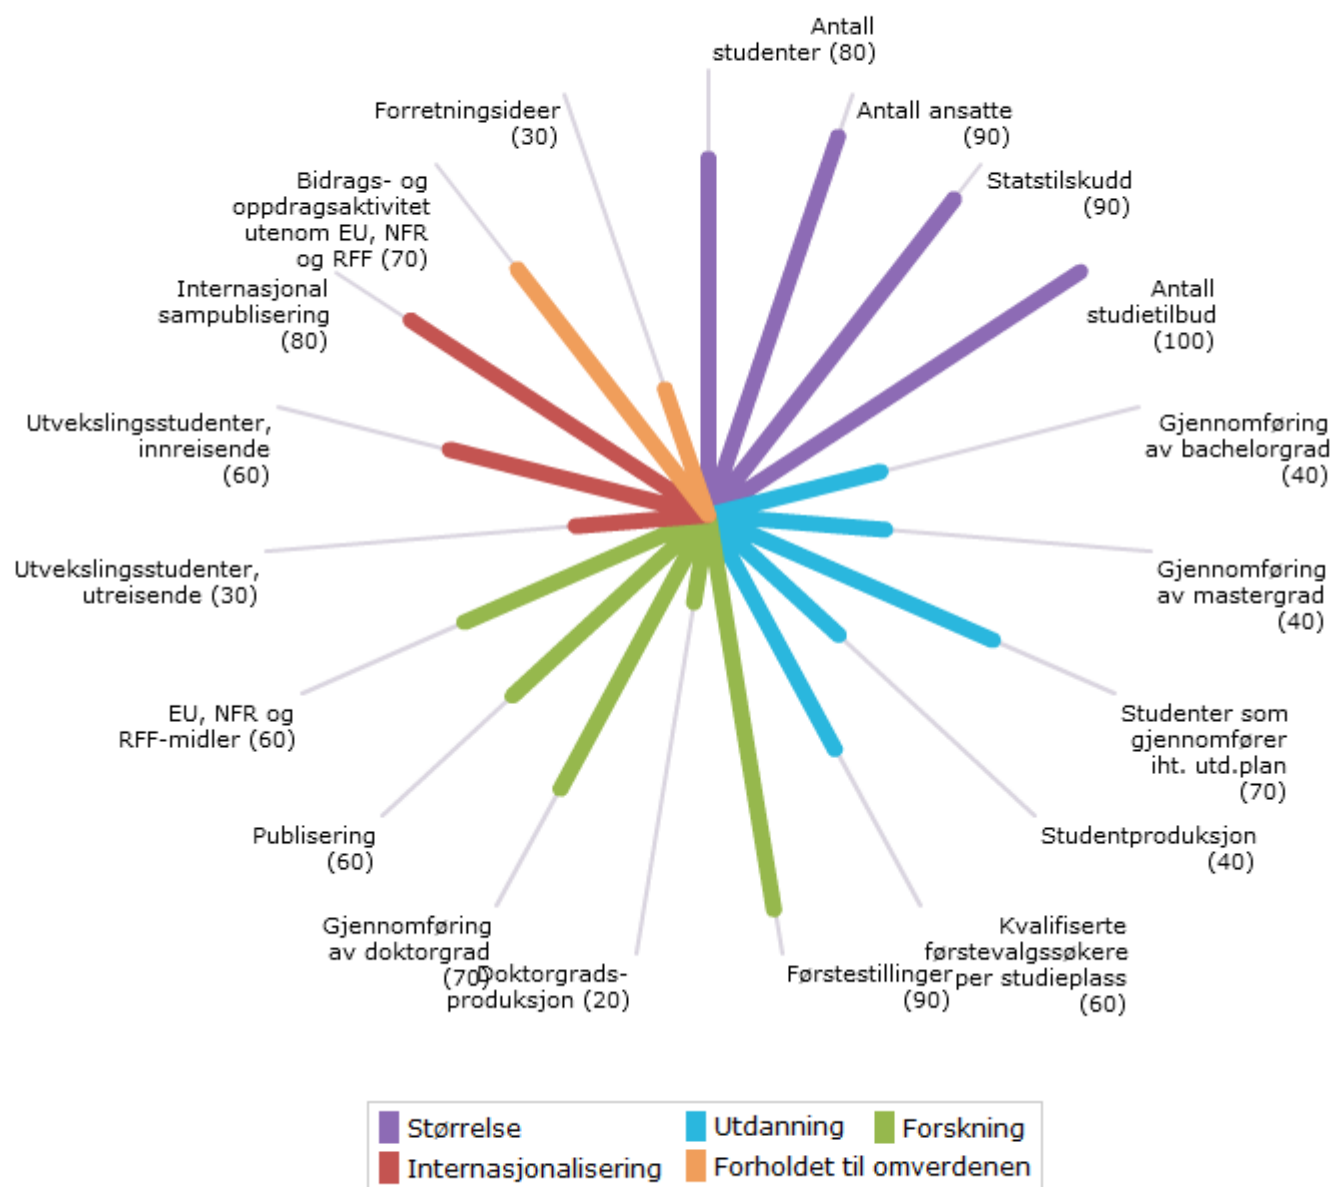 Antall
studenter (80)
Antall ansatte
(90)
Statstilskudd
(90)
Antall
studietilbud
(100)
Gjennomføring
av bachelorgrad
(40)
Gjennomføring
av mastergrad
(40)
Studenter som
gjennomfører
iht. utd.plan
(70)
Studentproduksjon
(40)
Kvalifiserte
førstevalgssøkere
per studieplass
(60)
Førstestillinger
(90)
Doktorgrads-
produksjon (20)
Gjennomføring
av doktorgrad
(70)
Publisering
(60)
EU, NFR og
RFF-midler (60)
Utvekslingsstudenter,
utreisende (30)
Utvekslingsstudenter,
innreisende
(60)
Internasjonal
sampublisering
(80)
Bidrags- og
oppdragsaktivitet
utenom EU, NFR
og RFF (70)
Forretningsideer
(30)
Størrelse
Utdanning
Forskning
Internasjonalisering
Forholdet til omverdenen